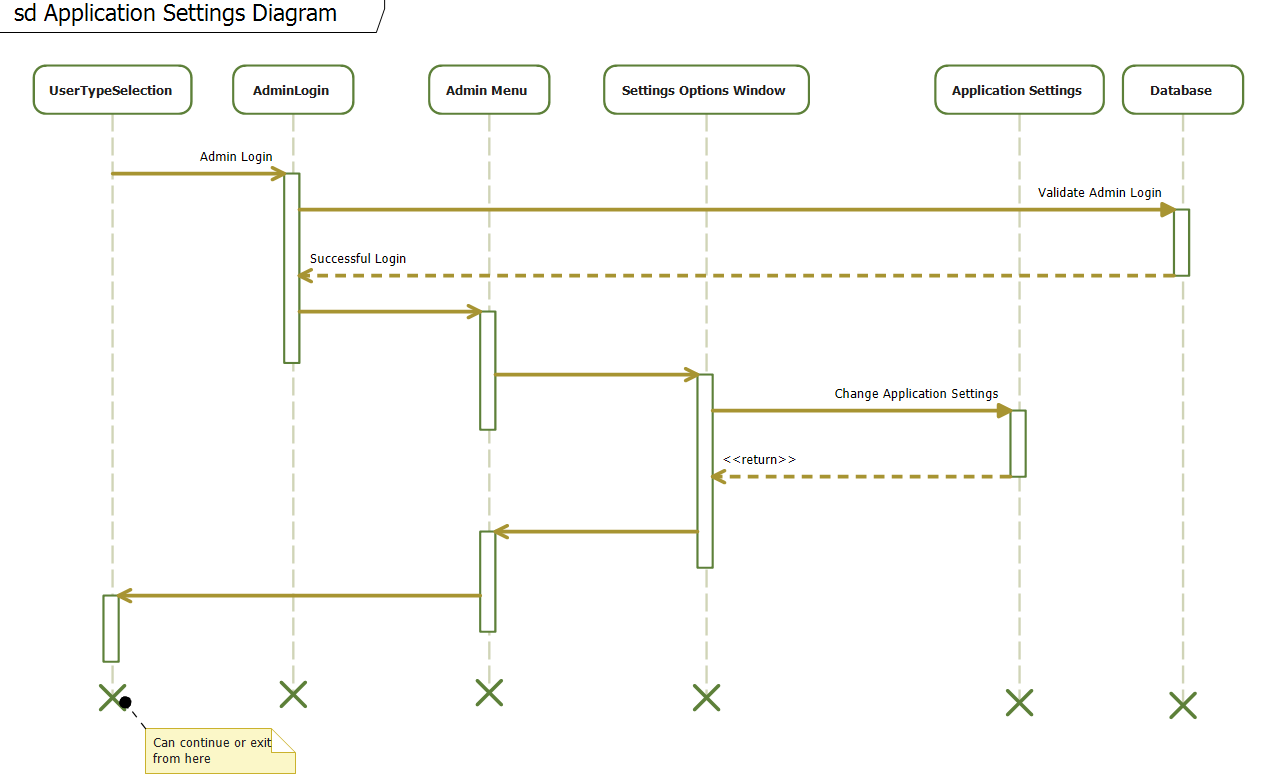 sd Application Settings Diagram
UserTypeSelection
AdminLogin
Admin Menu
Settings Options Window
Application Settings
Database
Admin Login
Validate Admin Login
Successful Login
Change Application Settings
<<return>>
Can continue or exit
from here